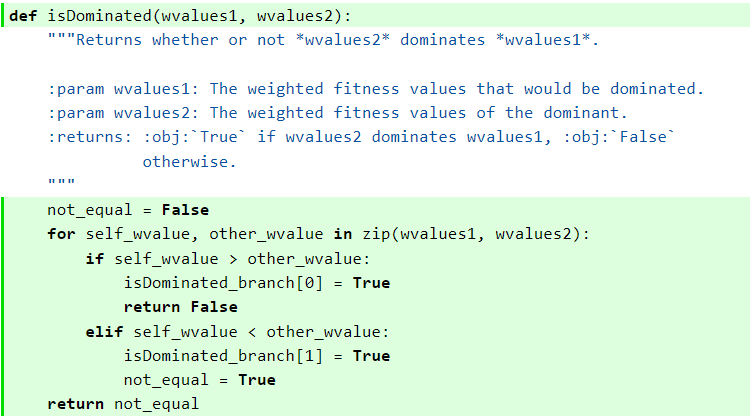 def isDominated(wvalues1, wvalues2):
    """Returns whether or not *wvalues2* dominates *wvalues1*.

    :param wvalues1: The weighted fitness values that would be dominated.
    :param wvalues2: The weighted fitness values of the dominant.
    :returns: :obj:`True` if wvalues2 dominates wvalues1, :obj:`False`
              otherwise.
    """
    not_equal = False
    for self_wvalue, other_wvalue in zip(wvalues1, wvalues2):
        if self_wvalue > other_wvalue:
            isDominated_branch[0] = True
            return False
        elif self_wvalue < other_wvalue:
            isDominated_branch[1] = True
            not_equal = True
    return not_equal